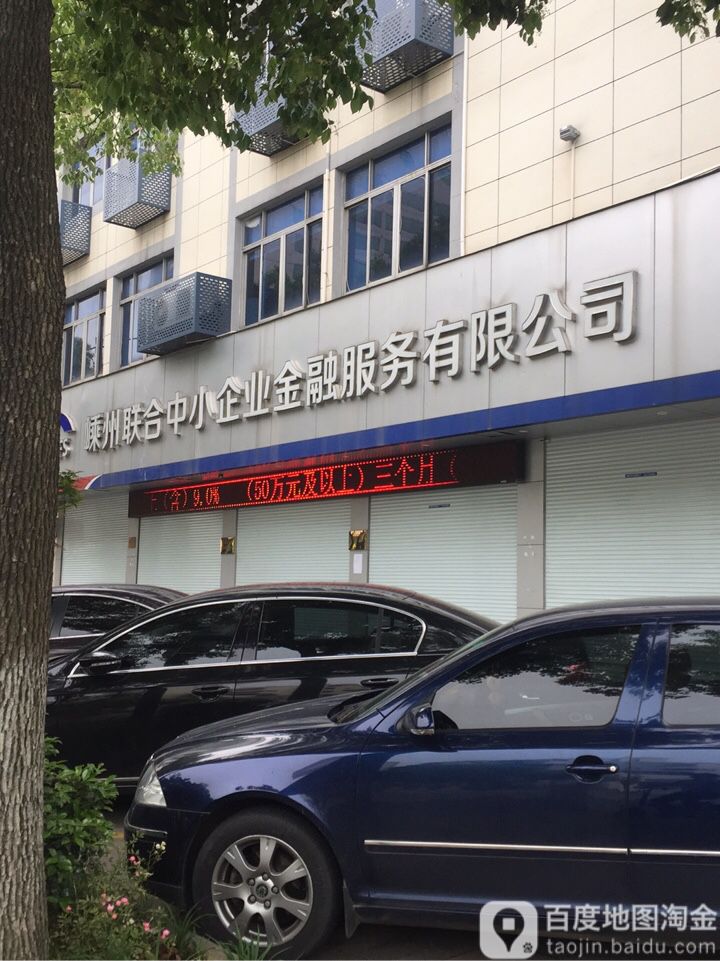 嵊州联合中小企业金融服务有限公司
(含)9.0% (50万元及以上)三个月(
百度地图淘金
taojin.baidu.com